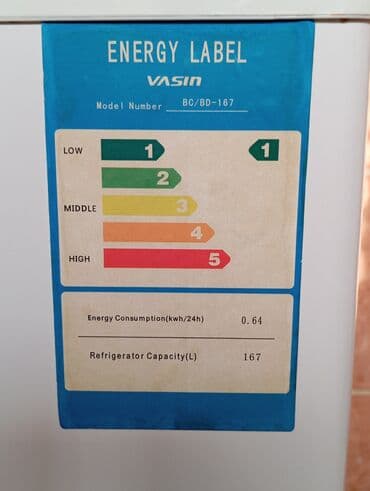 ENERGY LABEL
VASIN
Model Number BC/BD-167
LOW 1 1
2
MIDDLE 3
4
HIGH 5
Energy Consumption(kwh/24h) 0.64
Refrigerator Capacity(L) 167